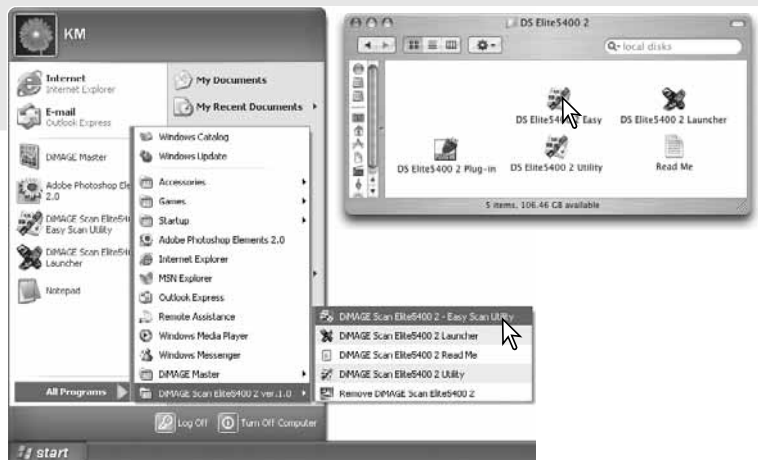 KM
Internet
Internet Explorer
E-mail
Outlook Express
DiMAGE Master
Adobe Photoshop Ele
2.0
DiMAGE Scan Elite54
Easy Scan Utility
DiMAGE Scan Elite54
Launcher
Notepad
All Programs
My Documents
My Recent Documents
Windows Catalog
Windows Update
Accessories
Games
Startup
Adobe Photoshop Elements 2.0
Internet Explorer
MSN Explorer
Outlook Express
Remote Assistance
Windows Media Player
Windows Messenger
DiMAGE Master
DiMAGE Scan Elite5400 2 ver.1.0
DiMAGE Scan Elite5400 2 - Easy Scan Utility
DiMAGE Scan Elite5400 2 Launcher
DiMAGE Scan Elite5400 2 Read Me
DiMAGE Scan Elite5400 2 Utility
Remove DiMAGE Scan Elite5400 2
Log Off
Turn Off Computer
start
DS Elite5400 2
local disks
DS Elite5400 2 Easy
DS Elite5400 2 Launcher
DS Elite5400 2 Plug-in
DS Elite5400 2 Utility
Read Me
5 items, 106.46 GB available